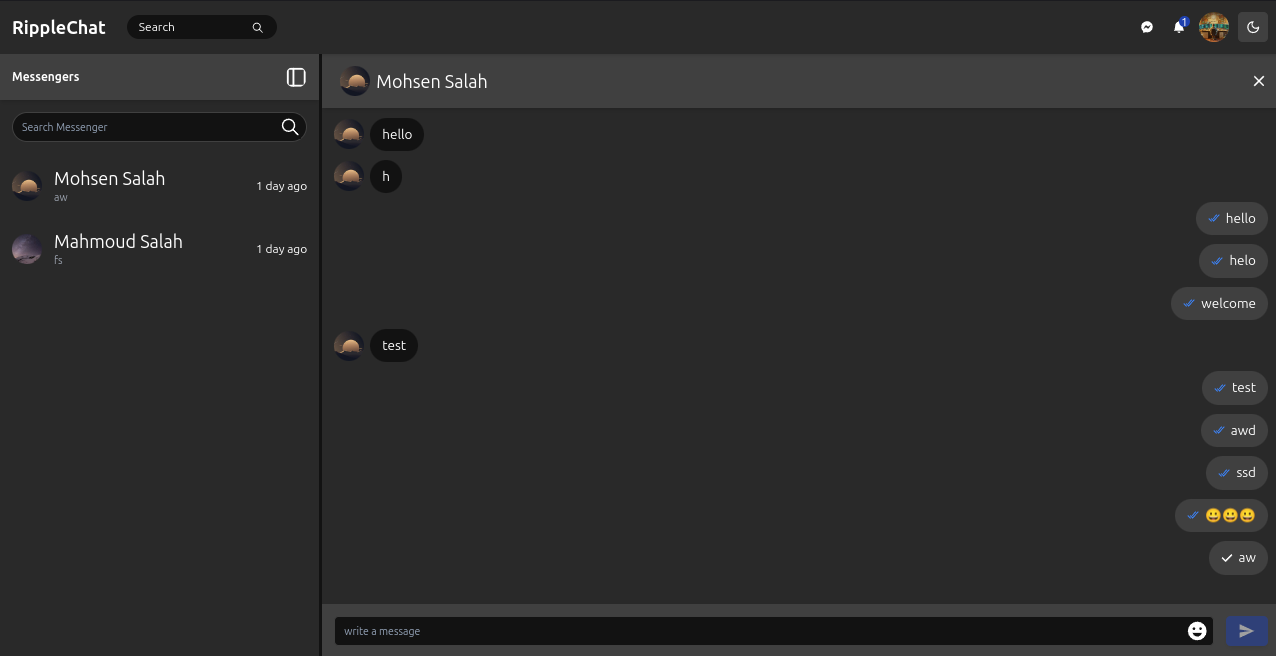 RippleChat
Search
1
Messengers
Search Messenger
Mohsen Salah
aw
1 day ago
Mahmoud Salah
fs
1 day ago
Mohsen Salah
hello
h
hello
helo
welcome
test
test
awd
ssd
😀😀😀
aw
write a message